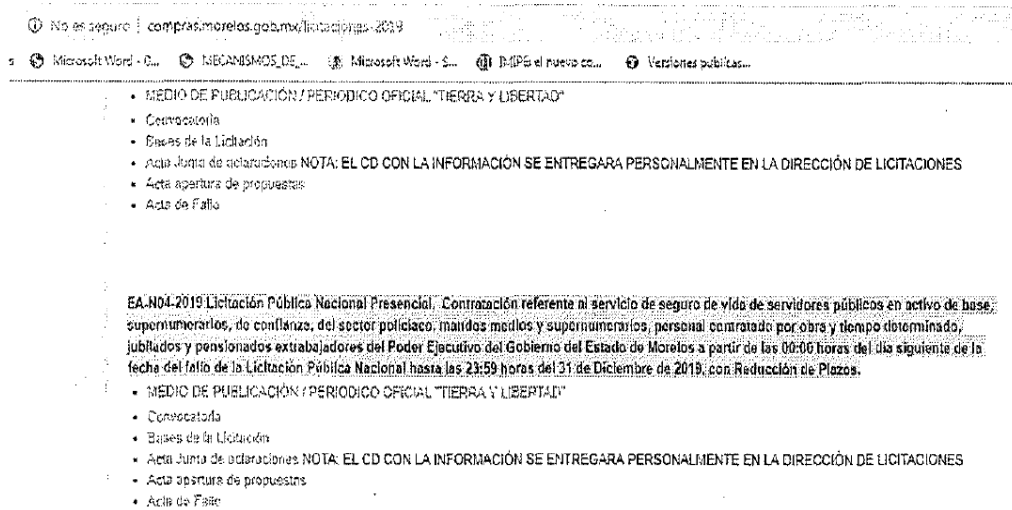 No es seguro | compras.morelos.gob.mx/licitaciones-2019
s Microsoft Word - C... MECANISMOS_DE_... Microsoft Word - S... IMIPE el nuevo co... Versiones publicas...
• MEDIO DE PUBLICACIÓN / PERIODICO OFICIAL "TIERRA Y LIBERTAD"
• Convocatoria
• Bases de la Licitación
• Acta Junta de aclaraciones NOTA: EL CD CON LA INFORMACIÓN SE ENTREGARA PERSONALMENTE EN LA DIRECCIÓN DE LICITACIONES
• Acta apertura de propuestas
• Acta de Fallo
EA-N04-2019 Licitación Pública Nacional Presencial, Contratación referente al servicio de seguro de vida de servidores públicos en activo de base,
supernumerarios, de confianza, del sector policiaco, mandos medios y supernumerarios, personal contratado por obra y tiempo determinado,
jubilados y pensionados extrabajadores del Poder Ejecutivo del Gobierno del Estado de Morelos a partir de las 00:00 horas del dia siguiente de la
fecha del fallo de la Licitación Pública Nacional hasta las 23:59 horas del 31 de Diciembre de 2019, con Reducción de Plazos.
• MEDIO DE PUBLICACIÓN / PERIODICO OFICIAL "TIERRA Y LIBERTAD"
• Convocatoria
• Bases de la Licitación
• Acta Junta de aclaraciones NOTA: EL CD CON LA INFORMACIÓN SE ENTREGARA PERSONALMENTE EN LA DIRECCIÓN DE LICITACIONES
• Acta apertura de propuestas
• Acta de Fallo